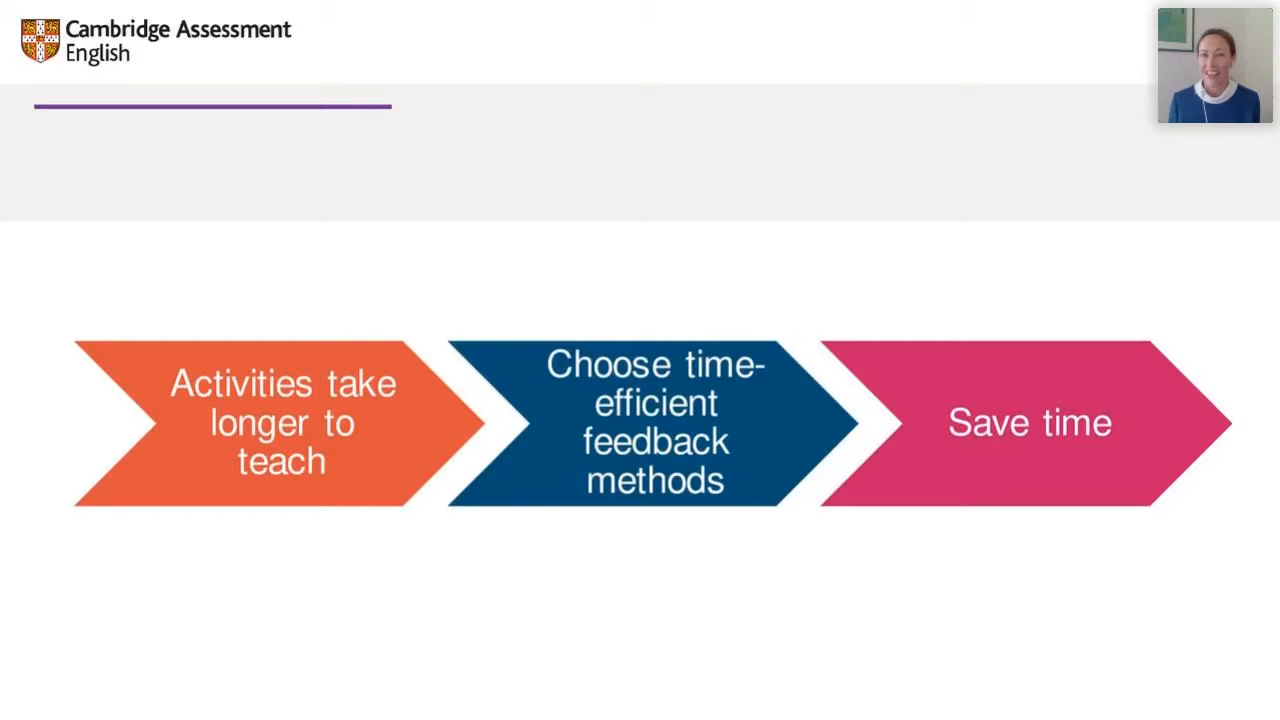 Cambridge Assessment
English
Activities take
longer to
teach
Choose time-
efficient
feedback
methods
Save time